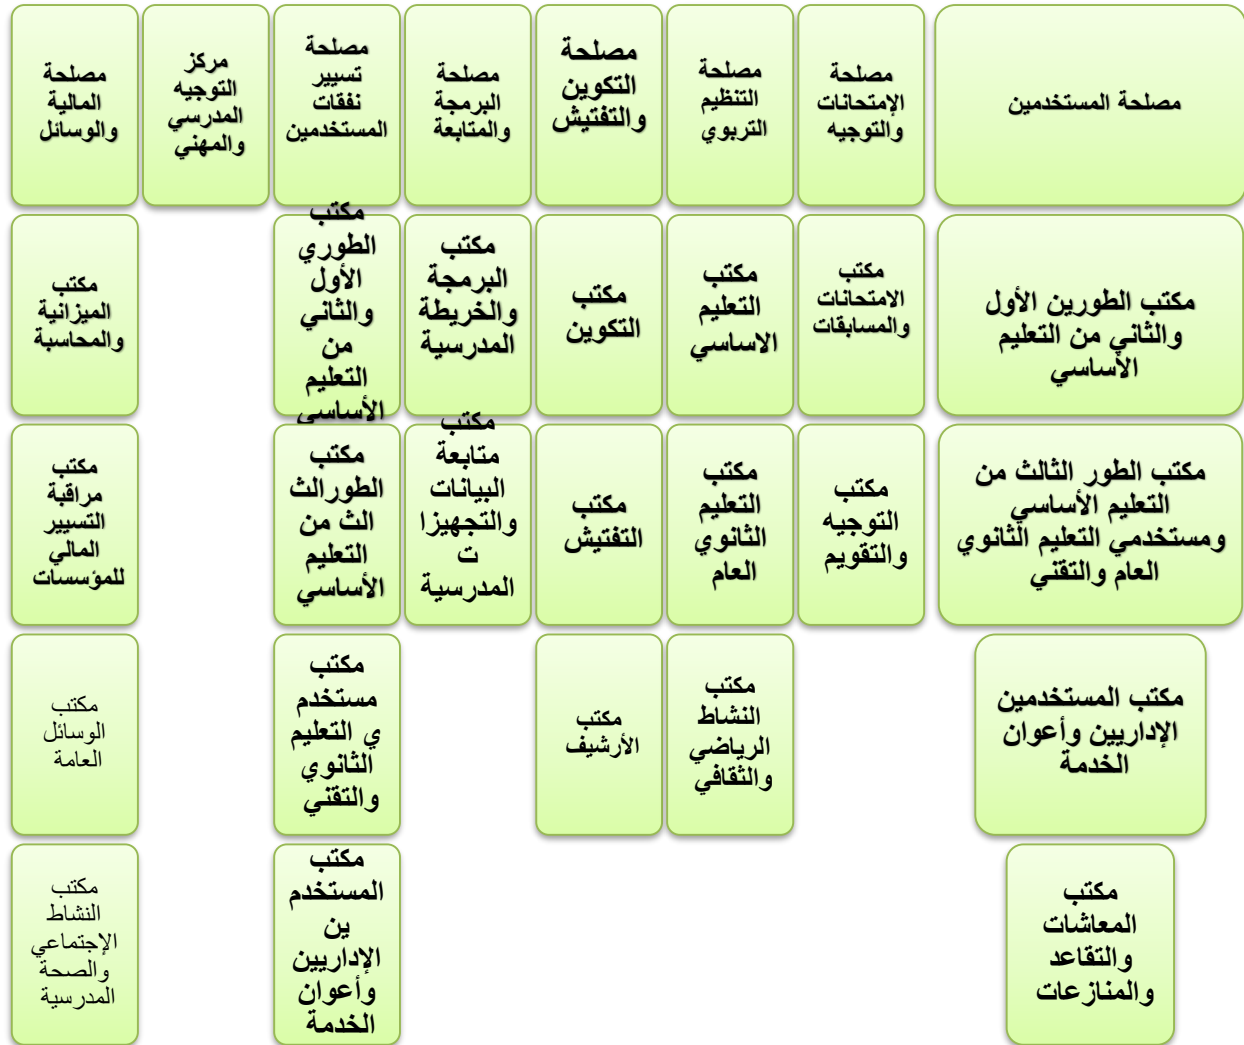 مصلحة المستخدمين
مصلحة
الإمتحانات
والتوجيه
مصلحة
التنظيم
التربوي
مصلحة
التكوين
والتفتيش
مصلحة
البرمجة
والمتابعة
مصلحة
تسيير
نفقات
المستخدمين
مركز
التوجيه
المدرسي
والمهني
مصلحة
المالية
والوسائل
مكتب الطورين الأول
والثاني من التعليم
الأساسي
مكتب
الامتحانات
والمسابقات
مكتب
التعليم
الاساسي
مكتب
التكوين
مكتب
البرمجة
والخريطة
المدرسية
مكتب
الطوري
الأول
والثاني
من
التعليم
الأساسي
مكتب
الميزانية
والمحاسبة
مكتب الطور الثالث من
التعليم الأساسي
ومستخدمي التعليم الثانوي
العام والتقني
مكتب
التوجيه
والتقويم
مكتب
التعليم
الثانوي
العام
مكتب
التفتيش
مكتب
متابعة
البيانات
والتجهيزا
ت
المدرسية
مكتب
الطورالث
الث من
التعليم
الأساسي
مكتب
مراقبة
التسيير
المالي
للمؤسسات
مكتب المستخدمين
الإداريين وأعوان
الخدمة
مكتب
النشاط
الرياضي
والثقافي
مكتب
الأرشيف
مكتب
مستخدم
ي التعليم
الثانوي
والتقني
مكتب
الوسائل
العامة
مكتب
المعاشات
والتقاعد
والمنازعات
مكتب
المستخدم
ين
الإداريين
وأعوان
الخدمة
مكتب
النشاط
الإجتماعي
والصحة
المدرسية